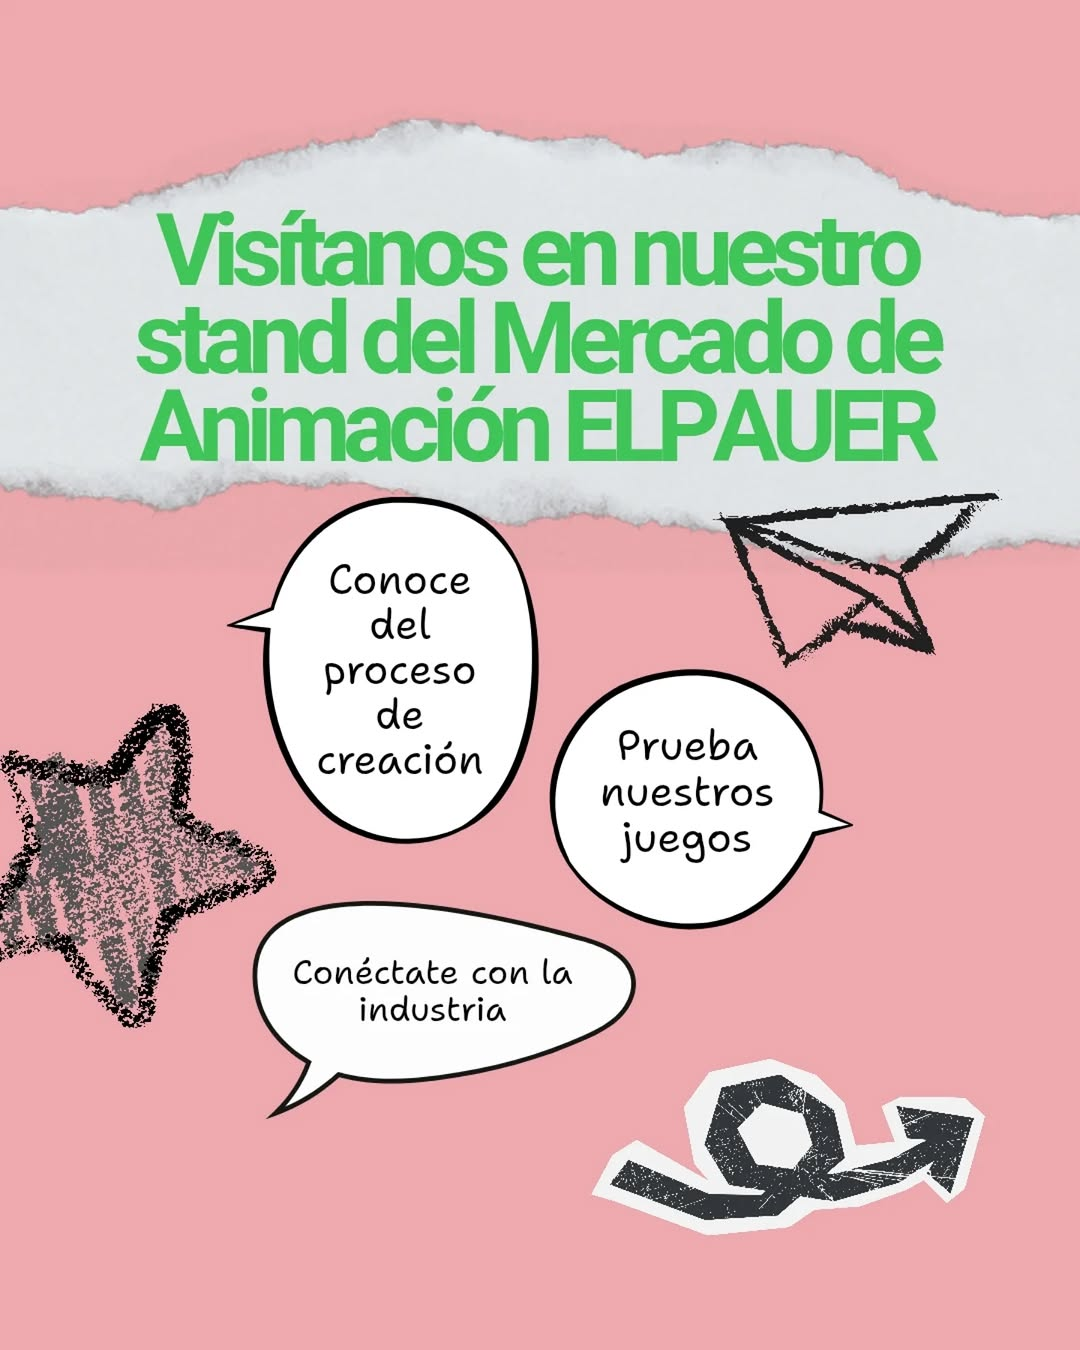 Visítanos en nuestro
stand del Mercado de
Animación ELPAUER
Conoce
del
proceso
de
creación
Prueba
nuestros
juegos
Conéctate con la
industria